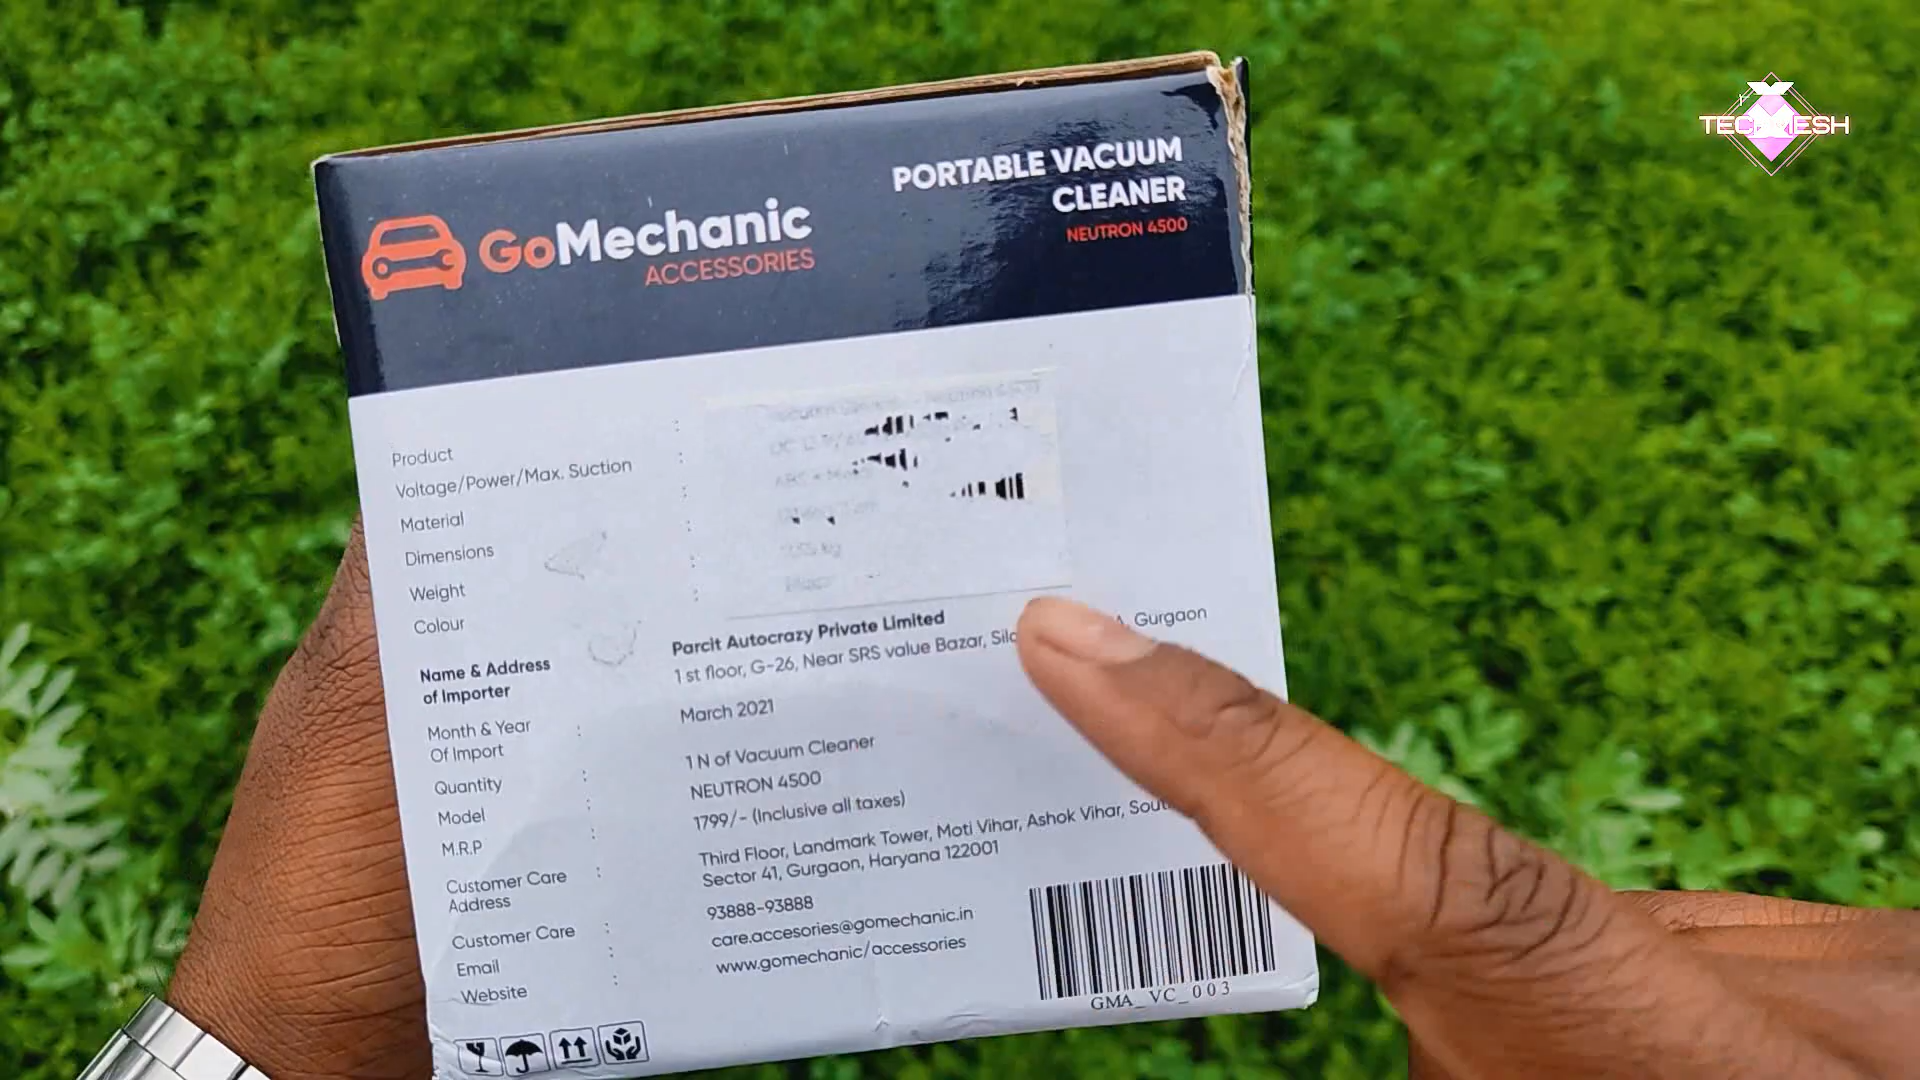 TECHMESH
GoMechanic
ACCESSORIES
PORTABLE VACUUM
CLEANER
NEUTRON 4500
Product :
Voltage/Power/Max. Suction :
Material :
Dimensions :
Weight :
Colour :
Name & Address
of Importer
Parcit Autocrazy Private Limited
1 st floor, G-26, Near SRS value Bazar, Gurgaon
Month & Year
Of Import :
March 2021
Quantity : 1 N of Vacuum Cleaner
Model : NEUTRON 4500
M.R.P : 1799/- (Inclusive all taxes)
Customer Care
Address :
Third Floor, Landmark Tower, Moti Vihar, Ashok Vihar,
Sector 41, Gurgaon, Haryana 122001
Customer Care : 93888-93888
Email : care.accesories@gomechanic.in
Website : www.gomechanic/accessories
GMA_VC_003